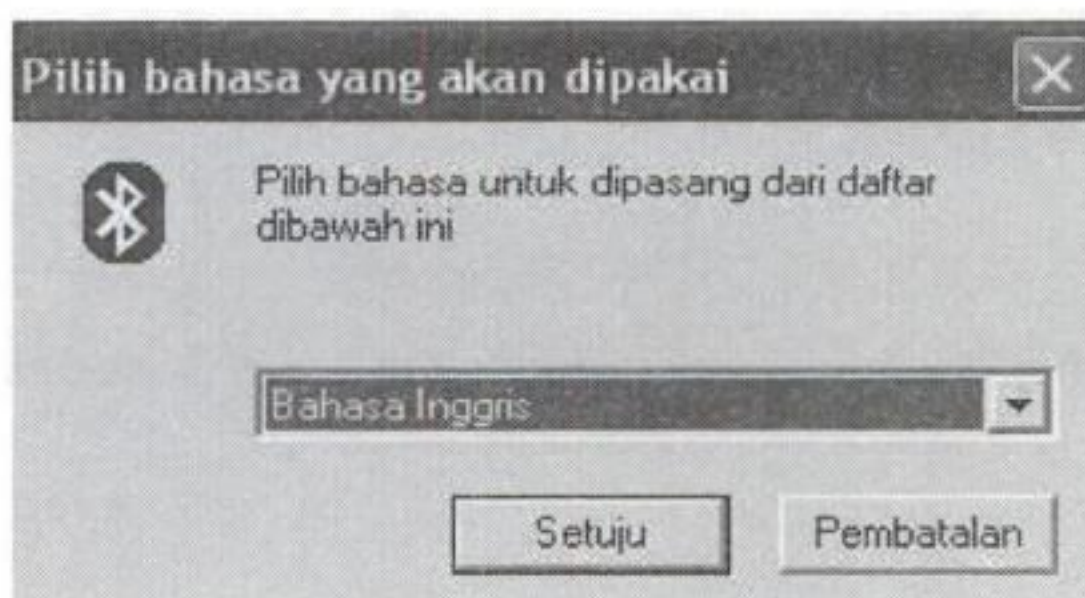 Pilih bahasa yang akan dipakai
Pilih bahasa untuk dipasang dari daftar
dibawah ini
Bahasa Inggris
Setuju
Pembatalan